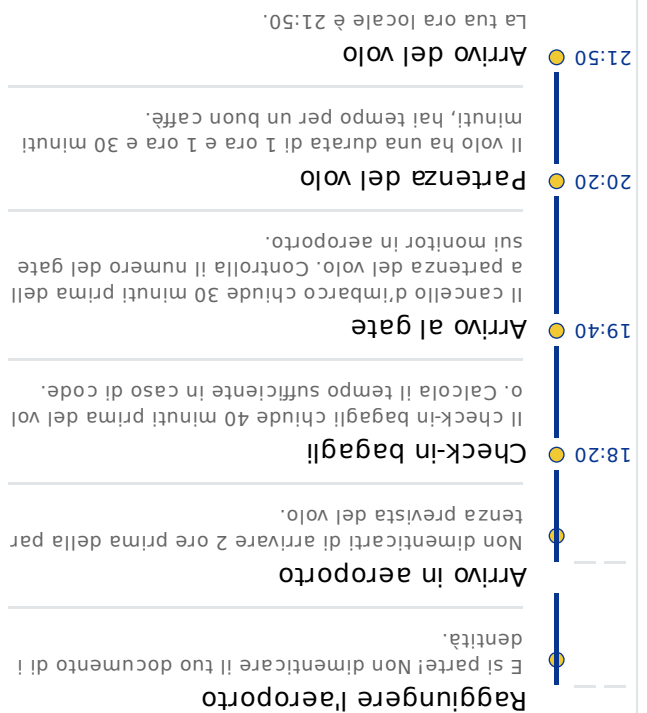 Raggiungere l'aeroporto
E si parte! Non dimenticare il tuo documento di i
dentità.
Arrivo in aeroporto
Non dimenticarti di arrivare 2 ore prima della par
tenza prevista del volo.
18:20 Check-in bagagli
Il check-in bagagli chiude 40 minuti prima del vol
o. Calcola il tempo sufficiente in caso di code.
19:40 Arrivo al gate
Il cancello d'imbarco chiude 30 minuti prima dell
a partenza del volo. Controlla il numero del gate
sui monitor in aeroporto.
20:20 Partenza del volo
Il volo ha una durata di 1 ora e 1 ora e 30 minuti
minuti, hai tempo per un buon caffè.
21:50 Arrivo del volo
La tua ora locale è 21:50.